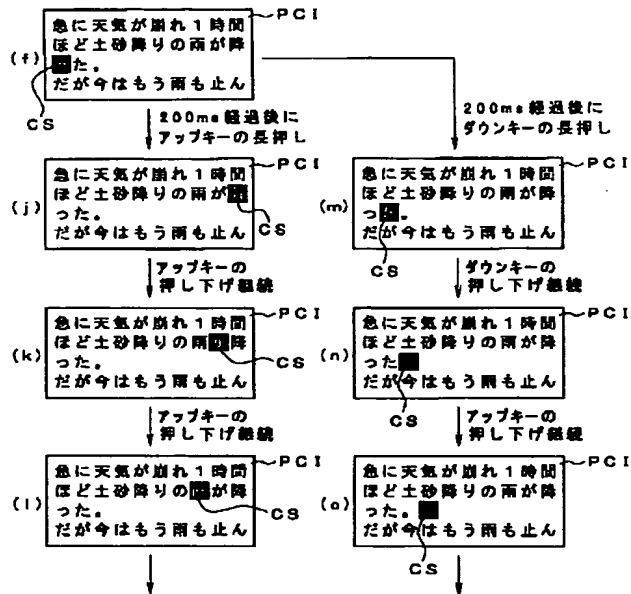 PCI
急に天気が崩れ1時間
ほど土砂降りの雨が降
た。
だが今はもう雨も止ん
(f)
CS
200ms経過後に
アップキーの長押し
200ms経過後に
ダウンキーの長押し
PCI
急に天気が崩れ1時間
ほど土砂降りの雨が
った。
だが今はもう雨も止ん
(j)
CS
PCI
急に天気が崩れ1時間
ほど土砂降りの雨が降
っ。
だが今はもう雨も止ん
(m)
CS
アップキーの
押し下げ継続
ダウンキーの
押し下げ継続
PCI
急に天気が崩れ1時間
ほど土砂降りの雨降
った。
だが今はもう雨も止ん
(k)
CS
PCI
急に天気が崩れ1時間
ほど土砂降りの雨が降
った
だが今はもう雨も止ん
(n)
CS
アップキーの
押し下げ継続
アップキーの
押し下げ継続
PCI
急に天気が崩れ1時間
ほど土砂降りのが降
った。
だが今はもう雨も止ん
(l)
CS
PCI
急に天気が崩れ1時間
ほど土砂降りの雨が降
った。
だが今はもう雨も止ん
(o)
CS